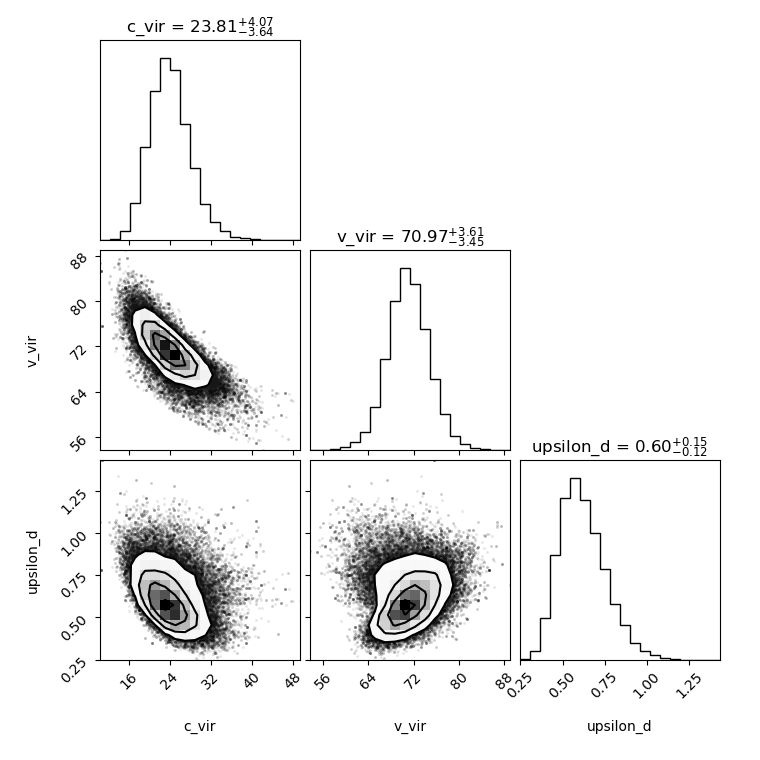 c_vir = 23.81+4.07−3.64
88
80
72
64
56
v_vir
v_vir = 70.97+3.61−3.45
1.25
1.00
0.75
0.50
0.25
upsilon_d
upsilon_d = 0.60+0.15−0.12
16 24 32 40 48
56 64 72 80 88
0.25 0.50 0.75 1.00 1.25
c_vir
v_vir
upsilon_d